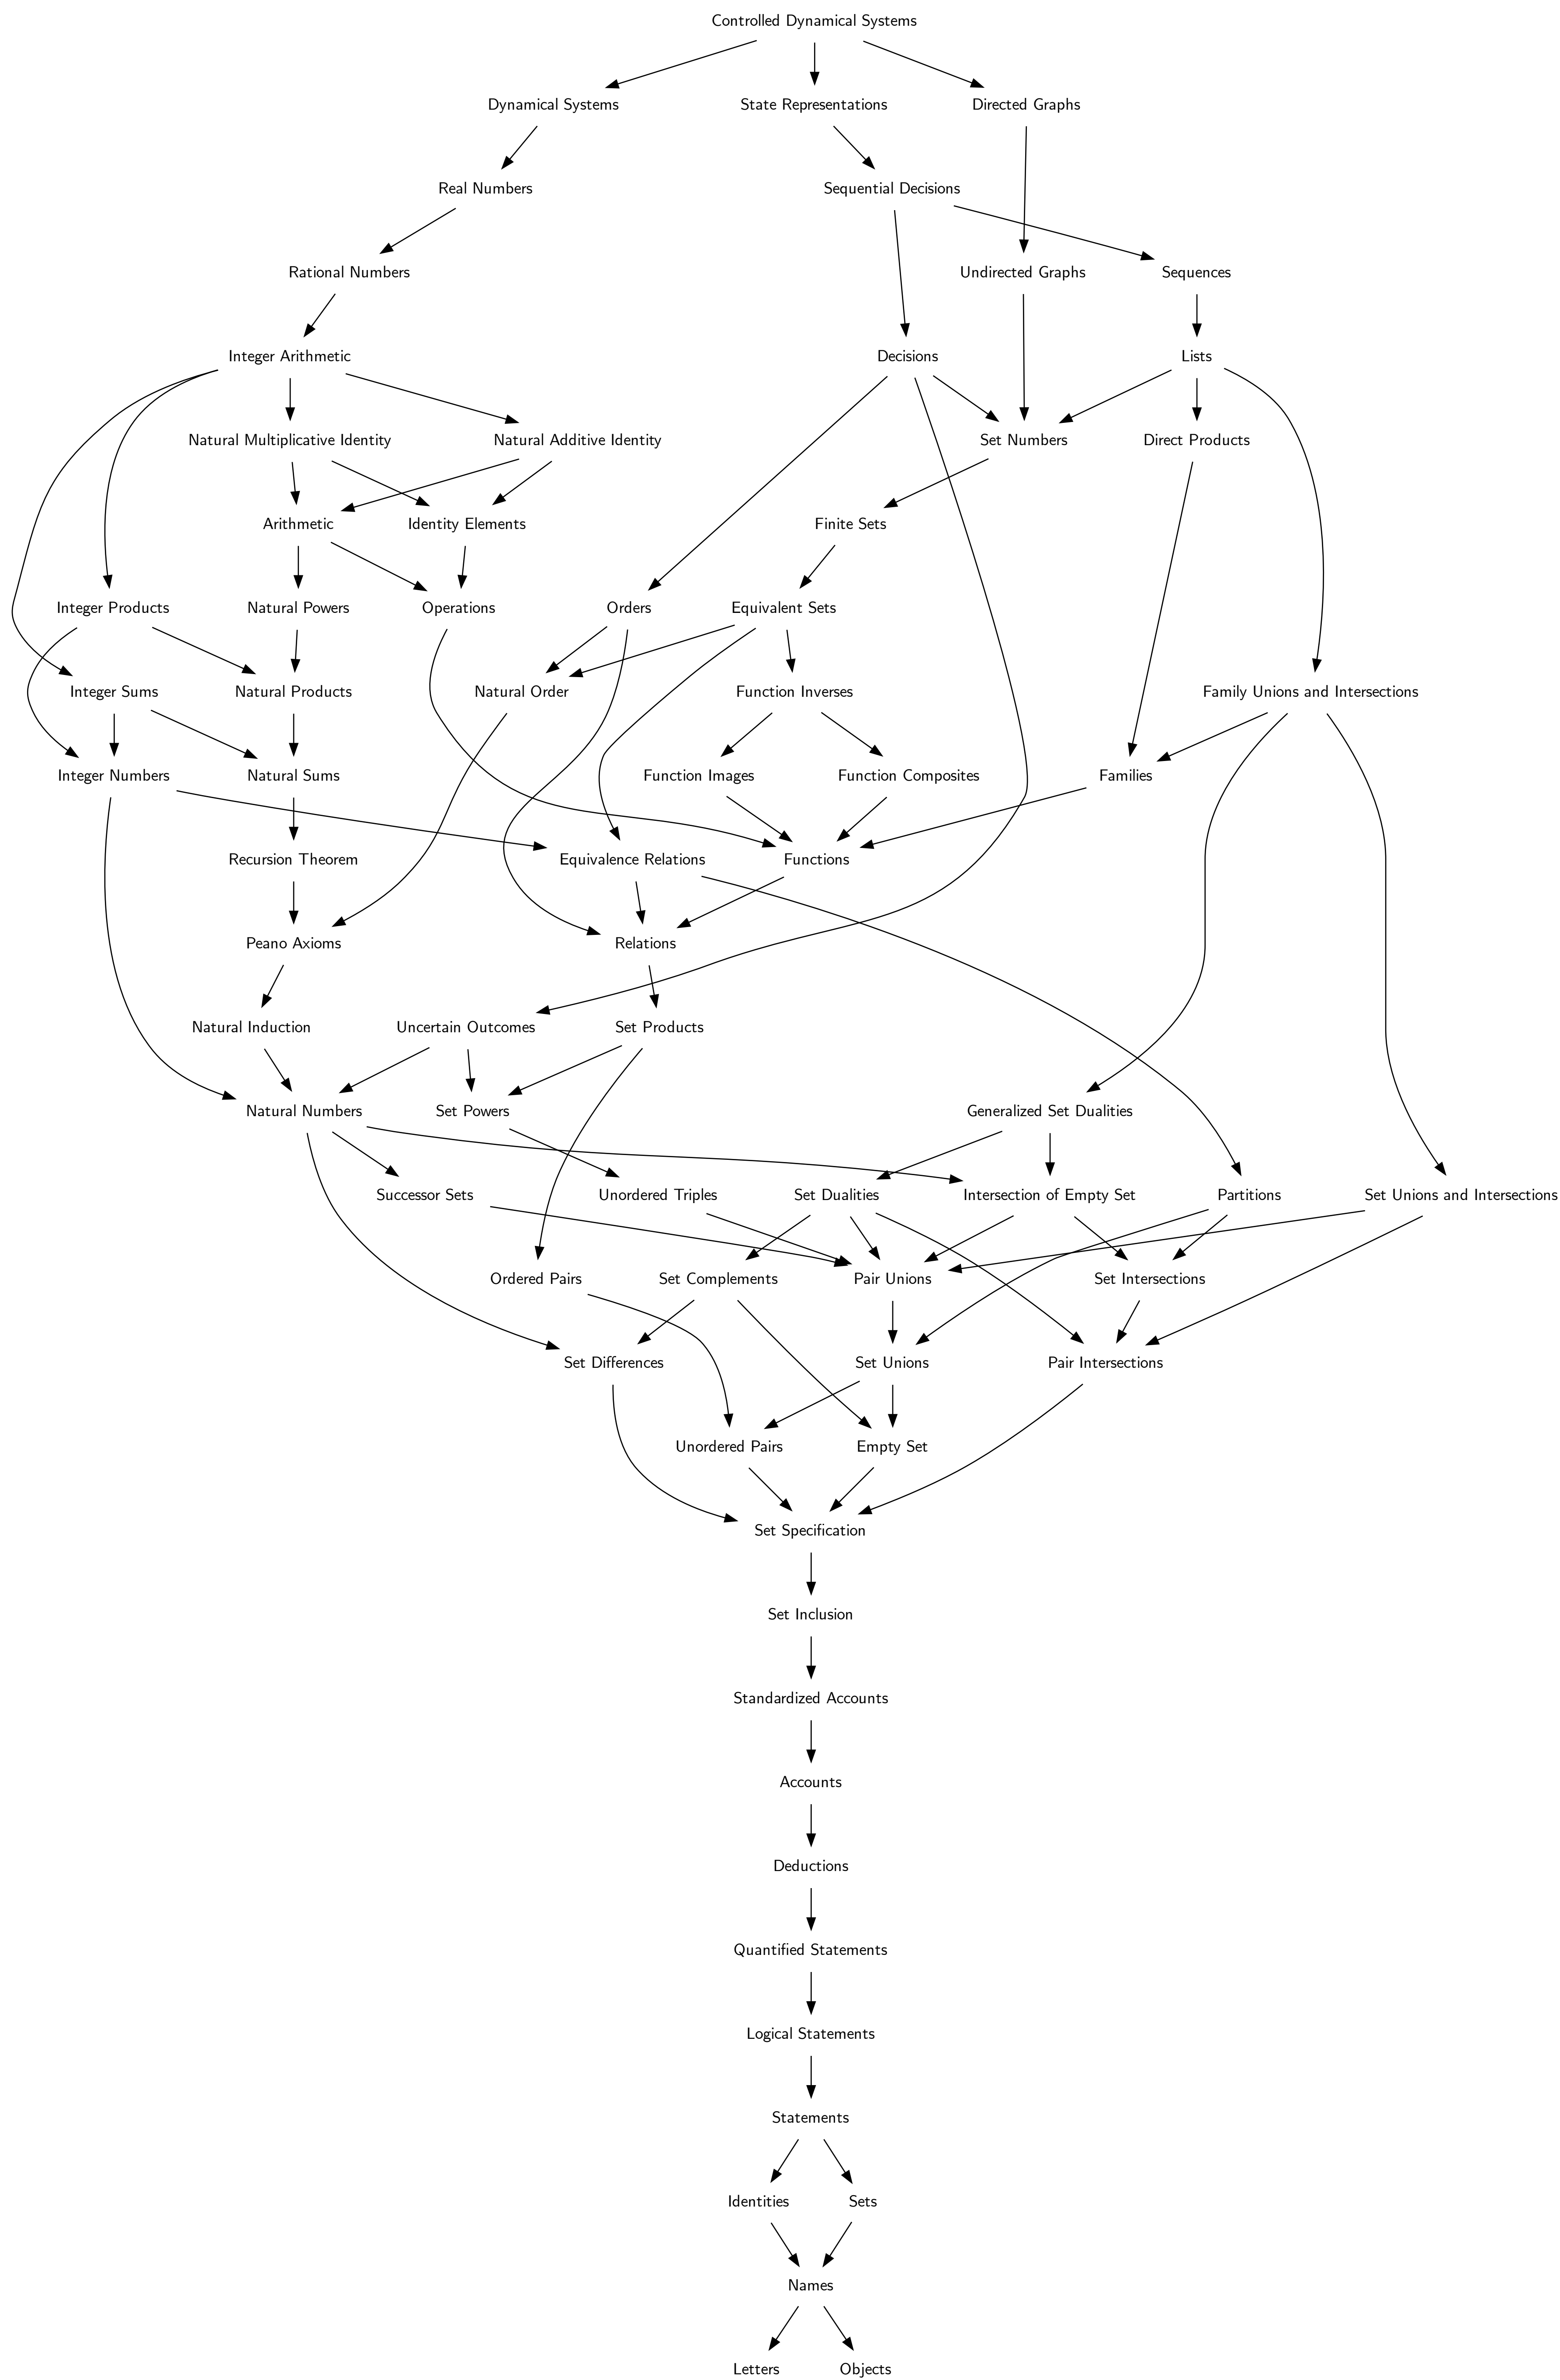 Controlled Dynamical Systems
Dynamical Systems
State Representations
Directed Graphs
Real Numbers
Sequential Decisions
Rational Numbers
Undirected Graphs
Sequences
Integer Arithmetic
Decisions
Lists
Natural Multiplicative Identity
Natural Additive Identity
Set Numbers
Direct Products
Arithmetic
Identity Elements
Finite Sets
Integer Products
Natural Powers
Operations
Orders
Equivalent Sets
Integer Sums
Natural Products
Natural Order
Function Inverses
Family Unions and Intersections
Integer Numbers
Natural Sums
Function Images
Function Composites
Families
Recursion Theorem
Equivalence Relations
Functions
Peano Axioms
Relations
Natural Induction
Uncertain Outcomes
Set Products
Natural Numbers
Set Powers
Generalized Set Dualities
Successor Sets
Unordered Triples
Set Dualities
Intersection of Empty Set
Partitions
Set Unions and Intersections
Ordered Pairs
Set Complements
Pair Unions
Set Intersections
Set Differences
Set Unions
Pair Intersections
Unordered Pairs
Empty Set
Set Specification
Set Inclusion
Standardized Accounts
Accounts
Deductions
Quantified Statements
Logical Statements
Statements
Identities
Sets
Names
Letters
Objects